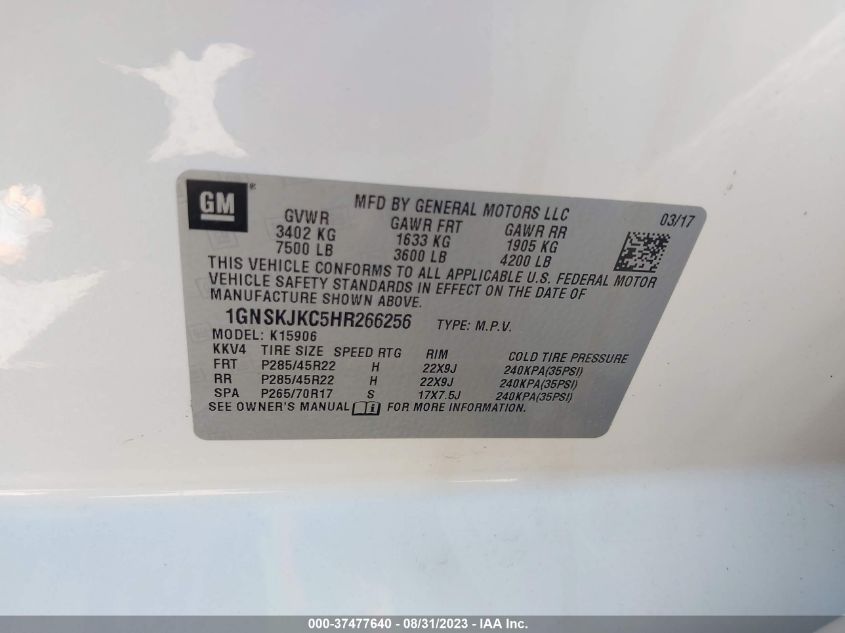 GM ®
MFD BY GENERAL MOTORS LLC 03/17
GVWR GAWR FRT GAWR RR
3402 KG 1633 KG 1905 KG
7500 LB 3600 LB 4200 LB
THIS VEHICLE CONFORMS TO ALL APPLICABLE U.S. FEDERAL MOTOR
VEHICLE SAFETY STANDARDS IN EFFECT ON THE DATE OF
MANUFACTURE SHOWN ABOVE.
1GNSKJKC5HR266256 TYPE: M.P.V.
MODEL: K15906
KKV4 TIRE SIZE SPEED RTG RIM COLD TIRE PRESSURE
FRT P285/45R22 H 22X9J 240KPA(35PSI)
RR P285/45R22 H 22X9J 240KPA(35PSI)
SPA P265/70R17 S 17X7.5J 240KPA(35PSI)
SEE OWNER'S MANUAL FOR MORE INFORMATION.
000-37477640 - 08/31/2023 - IAA Inc.